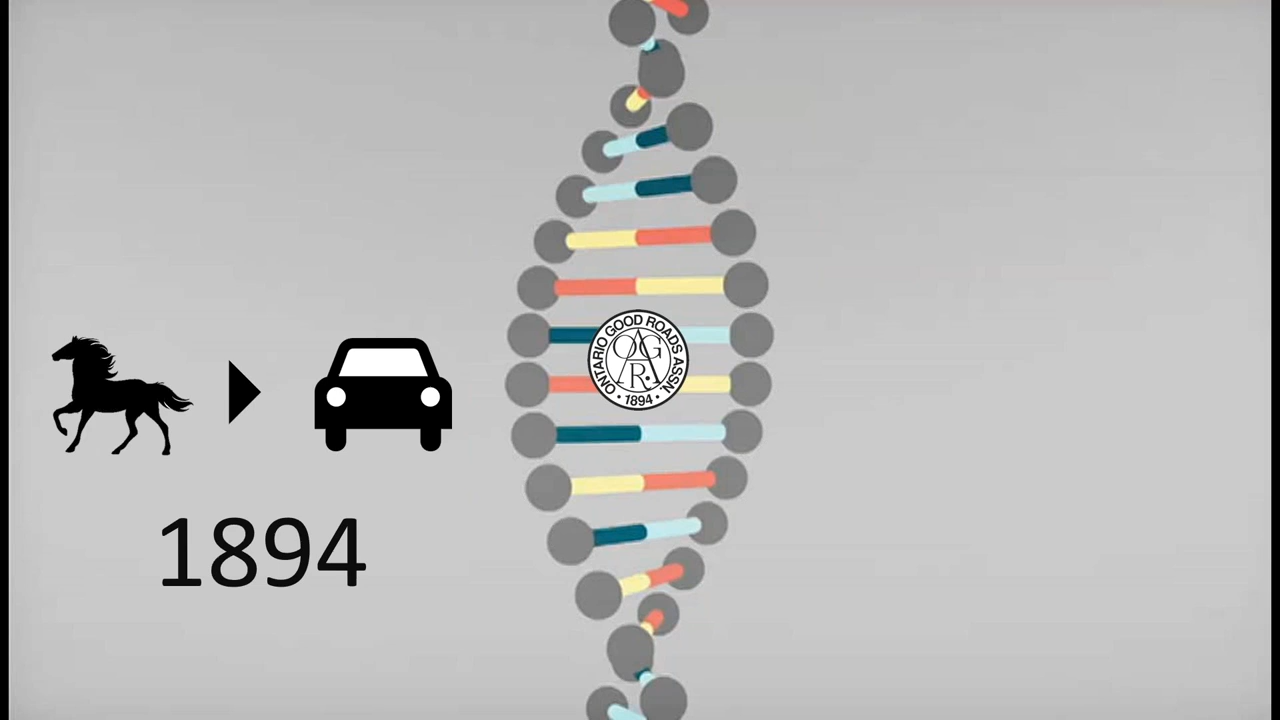 ONTARIO GOOD ROADS ASSN.
OGRA
• 1894 •
1894